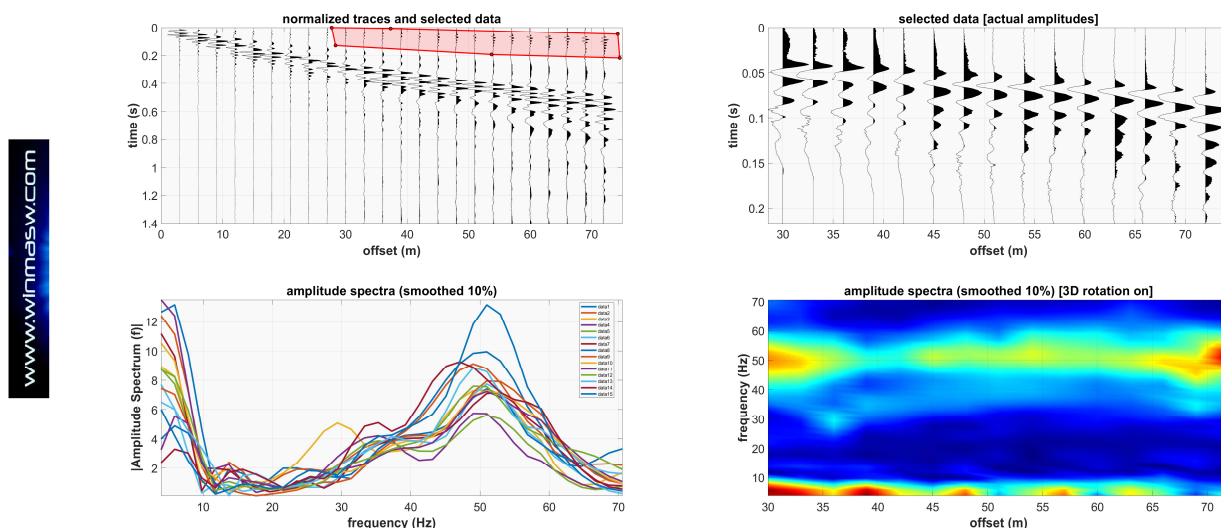 www.winmasw.com
normalized traces and selected data
time (s)
0
0.2
0.4
0.6
0.8
1
1.2
1.4
0 10 20 30 40 50 60 70
offset (m)
selected data [actual amplitudes]
time (s)
0
0.05
0.1
0.15
0.2
30 35 40 45 50 55 60 65 70
offset (m)
amplitude spectra (smoothed 10%)
|Amplitude Spectrum (f)|
12
10
8
6
4
2
10 20 30 40 50 60 70
frequency (Hz)
data1
data2
data3
data4
data5
data6
data7
data8
data9
data10
data11
data12
data13
data14
data15
amplitude spectra (smoothed 10%) [3D rotation on]
frequency (Hz)
70
60
50
40
30
20
10
30 35 40 45 50 55 60 65 70
offset (m)